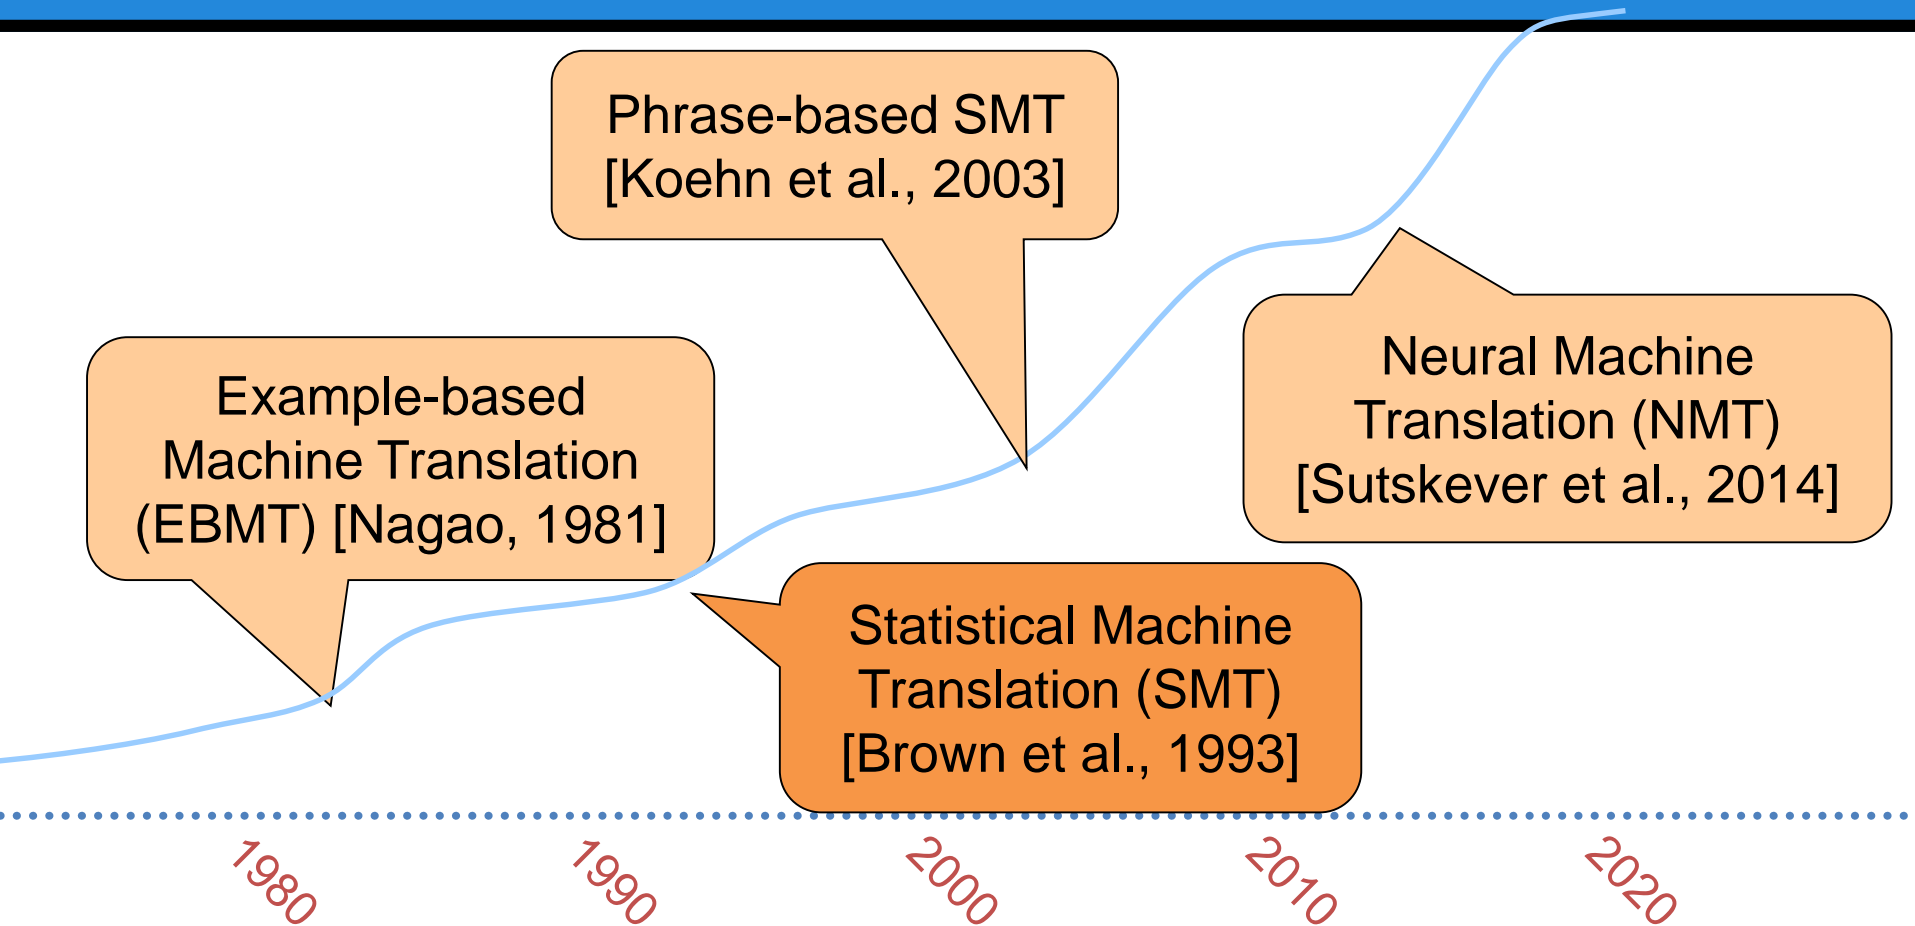 Phrase-based SMT
[Koehn et al., 2003]
Example-based
Machine Translation
(EBMT) [Nagao, 1981]
Neural Machine
Translation (NMT)
[Sutskever et al., 2014]
Statistical Machine
Translation (SMT)
[Brown et al., 1993]
1980
1990
2000
2010
2020